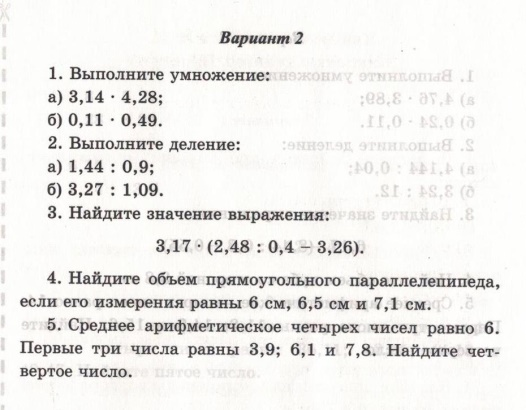 Вариант 2
1. Выполните умножение:
а) 3,14 · 4,28;
б) 0,11 · 0,49.
2. Выполните деление:
а) 1,44 : 0,9;
б) 3,27 : 1,09.
3. Найдите значение выражения:
3,17 · (2,48 : 0,4 – 3,26).
4. Найдите объем прямоугольного параллелепипеда,
если его измерения равны 6 см, 6,5 см и 7,1 см.
5. Среднее арифметическое четырех чисел равно 6.
Первые три числа равны 3,9; 6,1 и 7,8. Найдите чет-
вертое число.